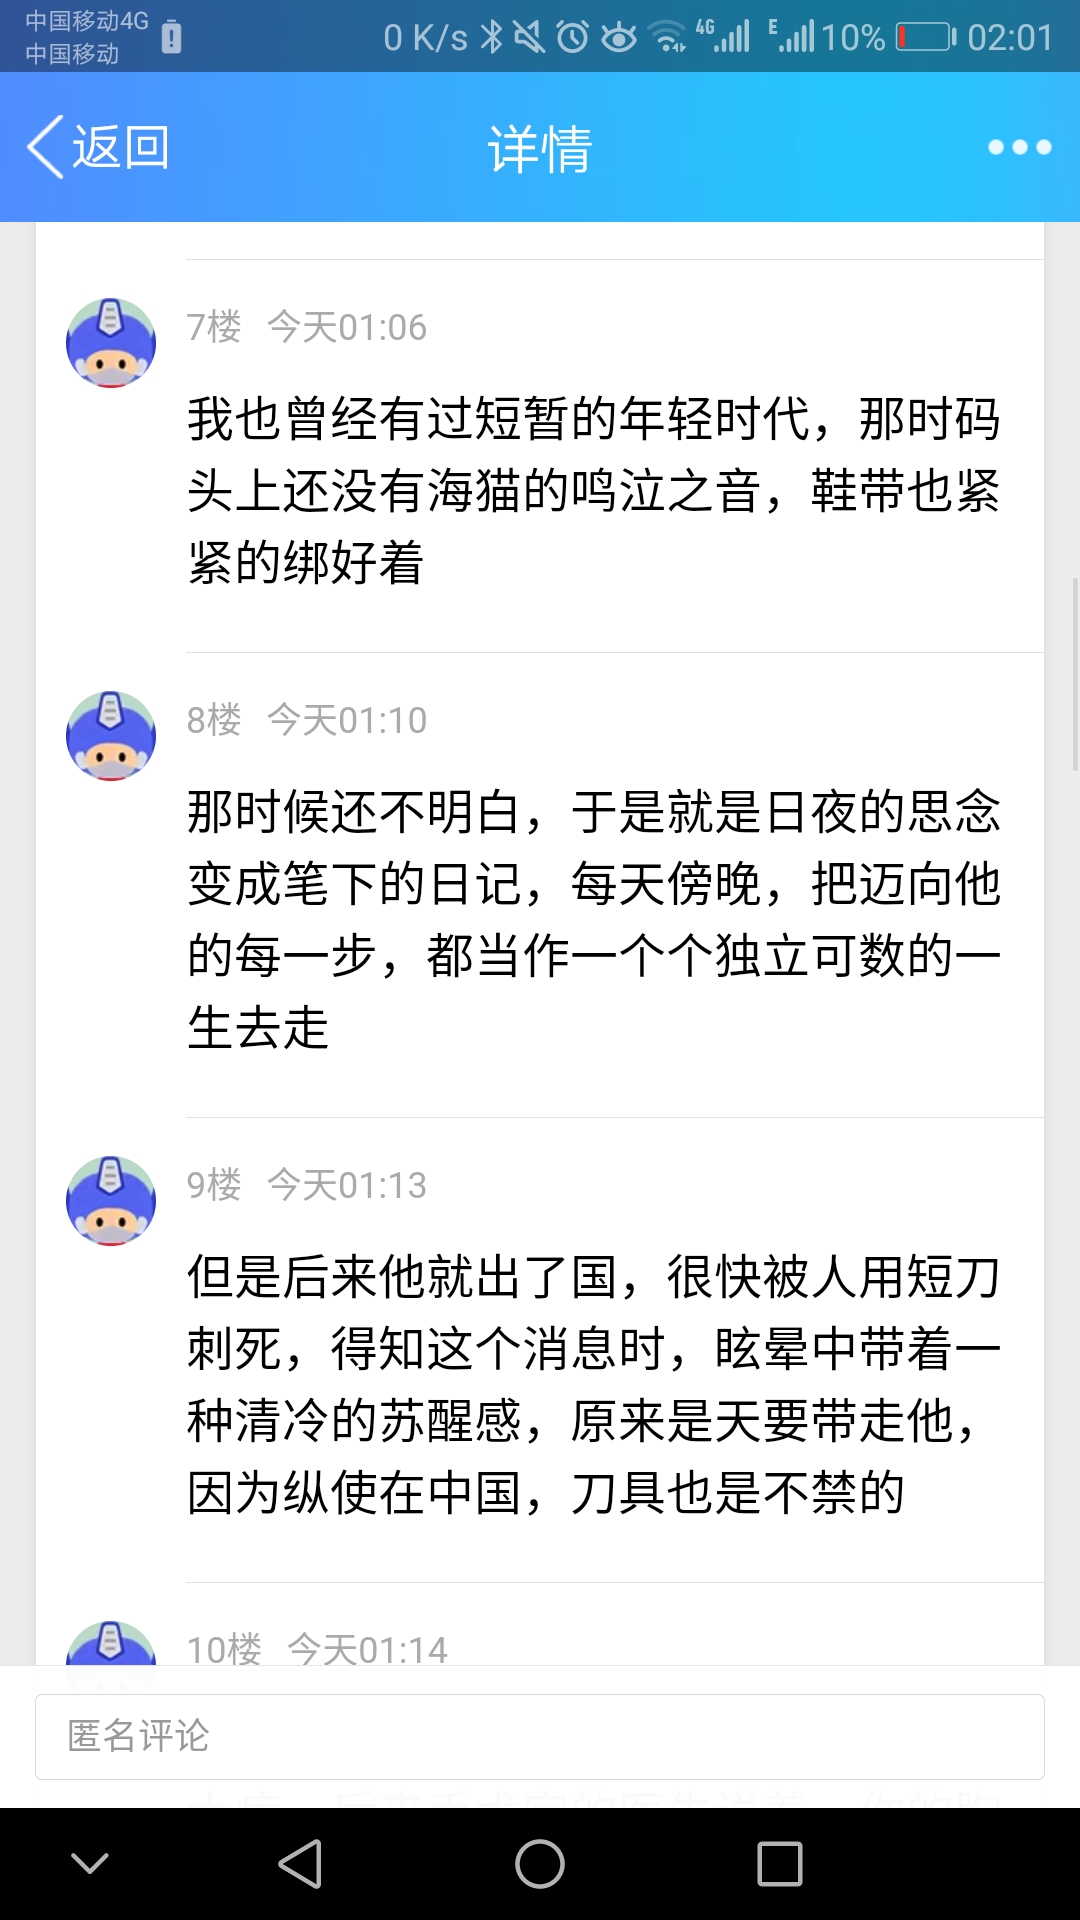 中国移动4G
中国移动
0 K/s 4G E 10% 02:01
返回 详情
7楼 今天01:06
我也曾经有过短暂的年轻时代，那时码
头上还没有海猫的鸣泣之音，鞋带也紧
紧的绑好着
8楼 今天01:10
那时候还不明白，于是就是日夜的思念
变成笔下的日记，每天傍晚，把迈向他
的每一步，都当作一个个独立可数的一
生去走
9楼 今天01:13
但是后来他就出了国，很快被人用短刀
刺死，得知这个消息时，眩晕中带着一
种清冷的苏醒感，原来是天要带走他，
因为纵使在中国，刀具也是不禁的
10楼 今天01:14
匿名评论